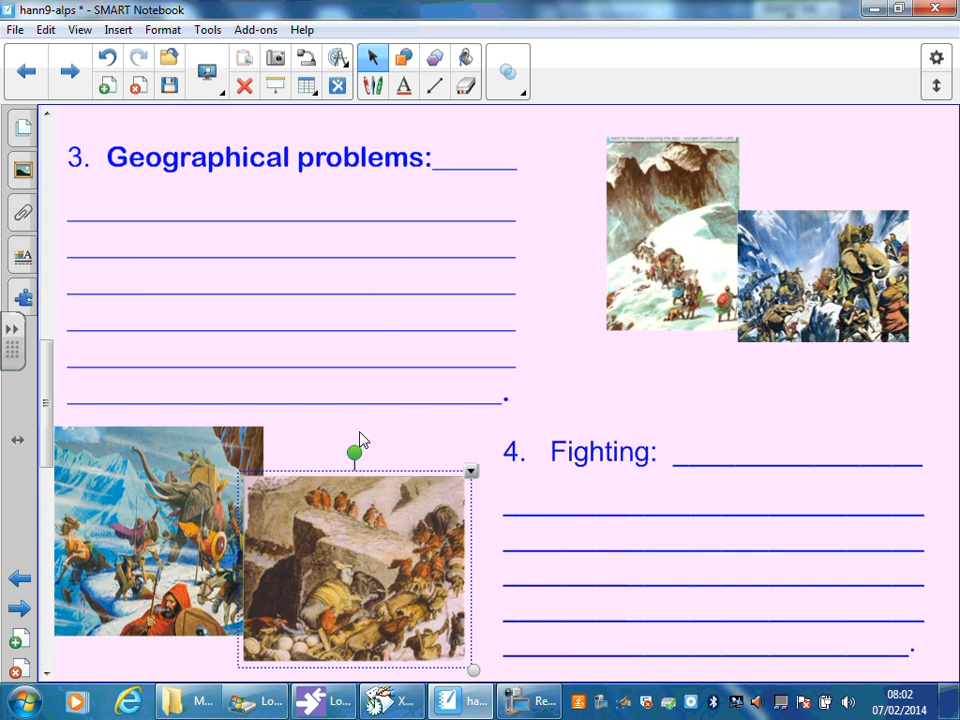 hann9-alps * - SMART Notebook
File Edit View Insert Format Tools Add-ons Help
3. Geographical problems:______
4. Fighting: ________________
M...
Lo...
Lo...
X...
ha...
Re...
08:02
07/02/2014